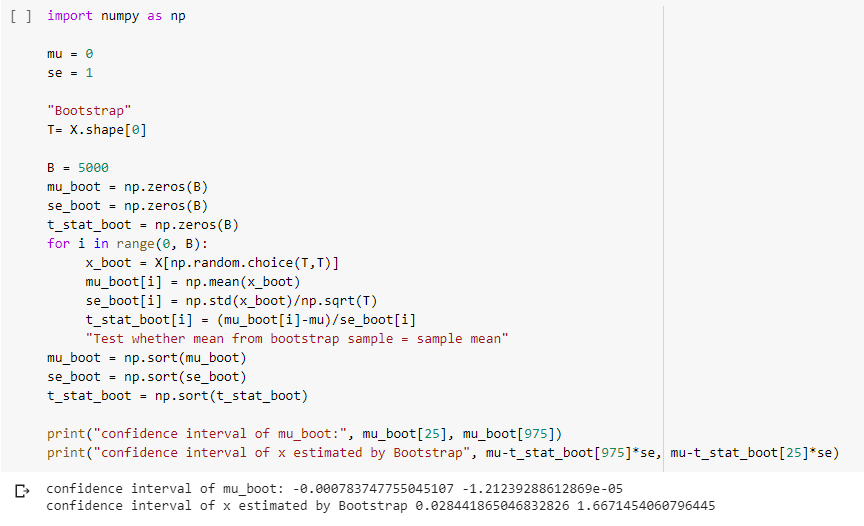 [ ] import numpy as np
mu = 0
se = 1
"Bootstrap"
T= X.shape[0]
B = 5000
mu_boot = np.zeros(B)
se_boot = np.zeros(B)
t_stat_boot = np.zeros(B)
for i in range(0, B):
x_boot = X[np.random.choice(T,T)]
mu_boot[i] = np.mean(x_boot)
se_boot[i] = np.std(x_boot)/np.sqrt(T)
t_stat_boot[i] = (mu_boot[i]-mu)/se_boot[i]
"Test whether mean from bootstrap sample = sample mean"
mu_boot = np.sort(mu_boot)
se_boot = np.sort(se_boot)
t_stat_boot = np.sort(t_stat_boot)
print("confidence interval of mu_boot:", mu_boot[25], mu_boot[975])
print("confidence interval of x estimated by Bootstrap", mu-t_stat_boot[975]*se, mu-t_stat_boot[25]*se)
confidence interval of mu_boot: -0.000783747755045107 -1.21239288612869e-05
confidence interval of x estimated by Bootstrap 0.028441865046832826 1.6671454060796445